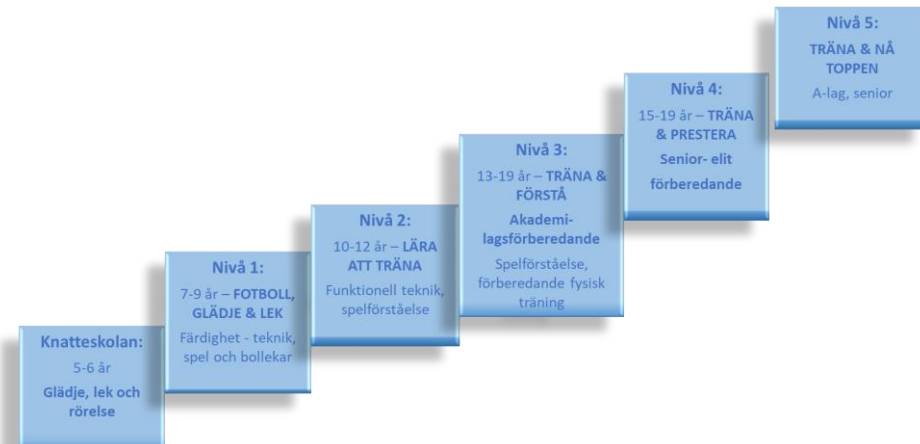 Knatteskolan:
5-6 år
Glädje, lek och
rörelse
Nivå 1:
7-9 år – FOTBOLL,
GLÄDJE & LEK
Färdighet - teknik,
spel och bollekar
Nivå 2:
10-12 år – LÄRA
ATT TRÄNA
Funktionell teknik,
spelförståelse
Nivå 3:
13-19 år – TRÄNA &
FÖRSTÅ
Akademi-
lagsförberedande
Spelförståelse,
förberedande fysisk
träning
Nivå 4:
15-19 år – TRÄNA
& PRESTERA
Senior- elit
förberedande
Nivå 5:
TRÄNA & NÅ
TOPPEN
A-lag, senior